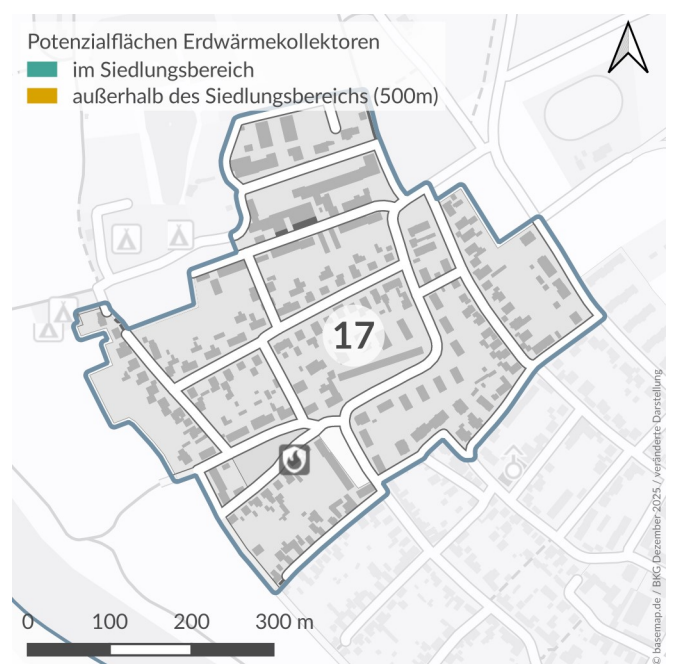 Potenzialflächen Erdwärmekollektoren
im Siedlungsbereich
außerhalb des Siedlungsbereichs (500m)
17
0 100 200 300 m
© basemap.de / BKG Dezember 2025 / veränderte Darstellung